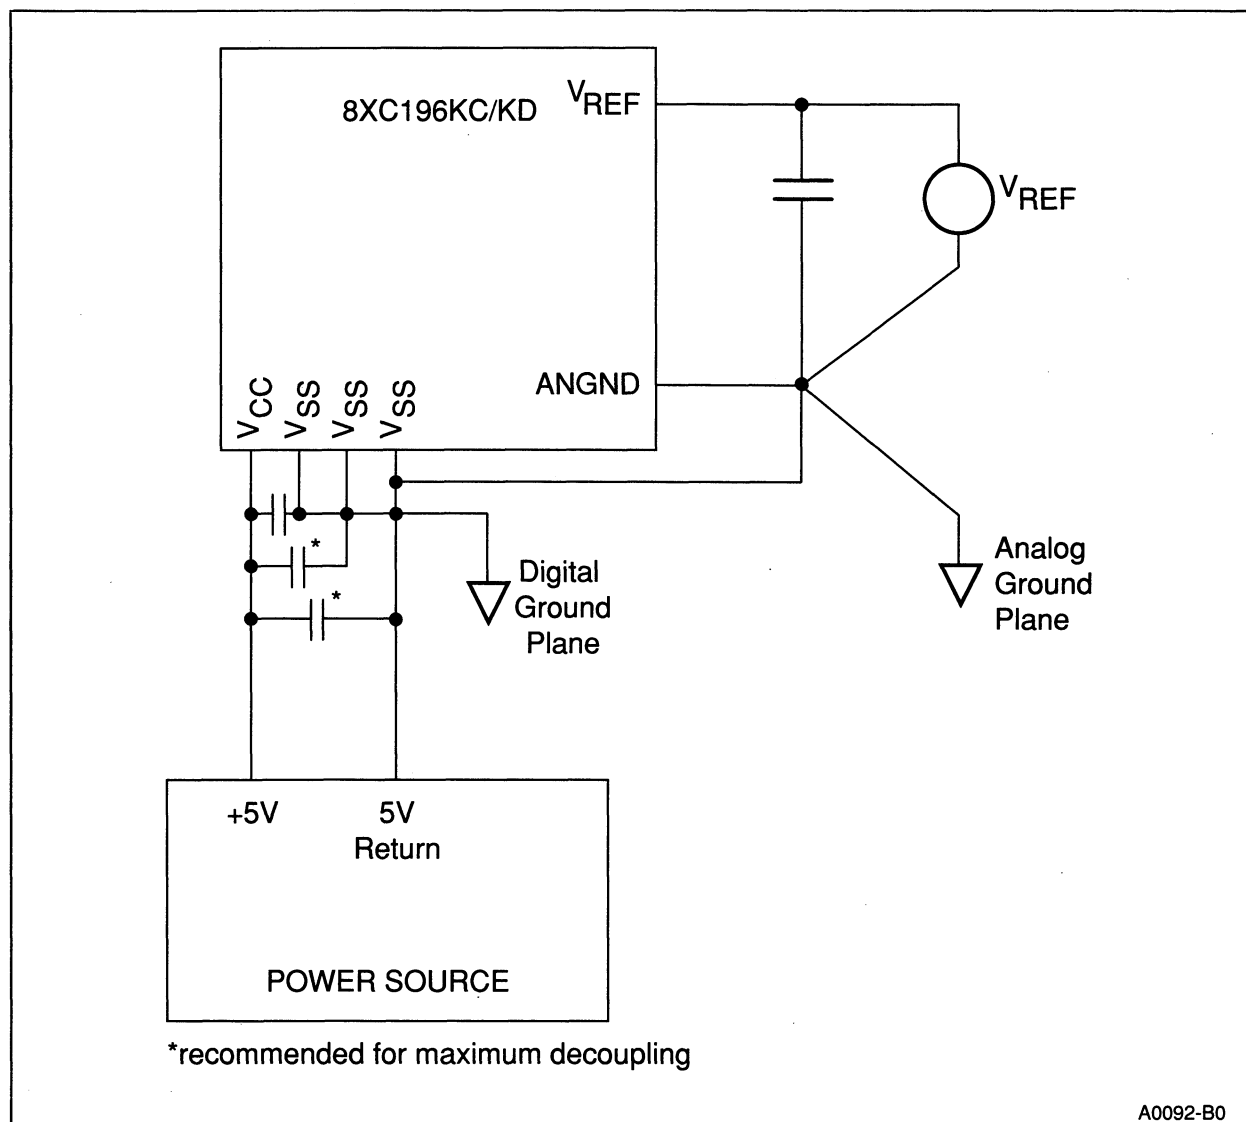 8XC196KC/KD
VREF
VREF
ANGND
VCC
VSS
VSS
VSS
*
*
Digital
Ground
Plane
Analog
Ground
Plane
+5V
5V
Return
POWER SOURCE
*recommended for maximum decoupling
A0092-B0